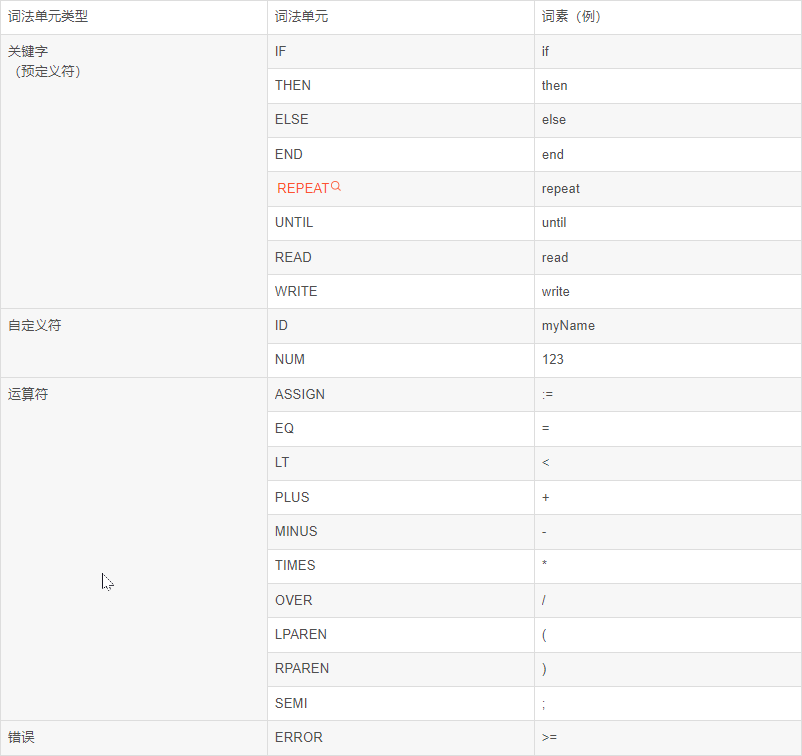 词法单元类型 词法单元 词素（例）
关键字 IF if
（预定义符）
THEN then
ELSE else
END end
REPEAT repeat
UNTIL until
READ read
WRITE write
自定义符 ID myName
NUM 123
运算符 ASSIGN :=
EQ =
LT <
PLUS +
MINUS -
TIMES *
OVER /
LPAREN (
RPAREN )
SEMI ;
错误 ERROR >=